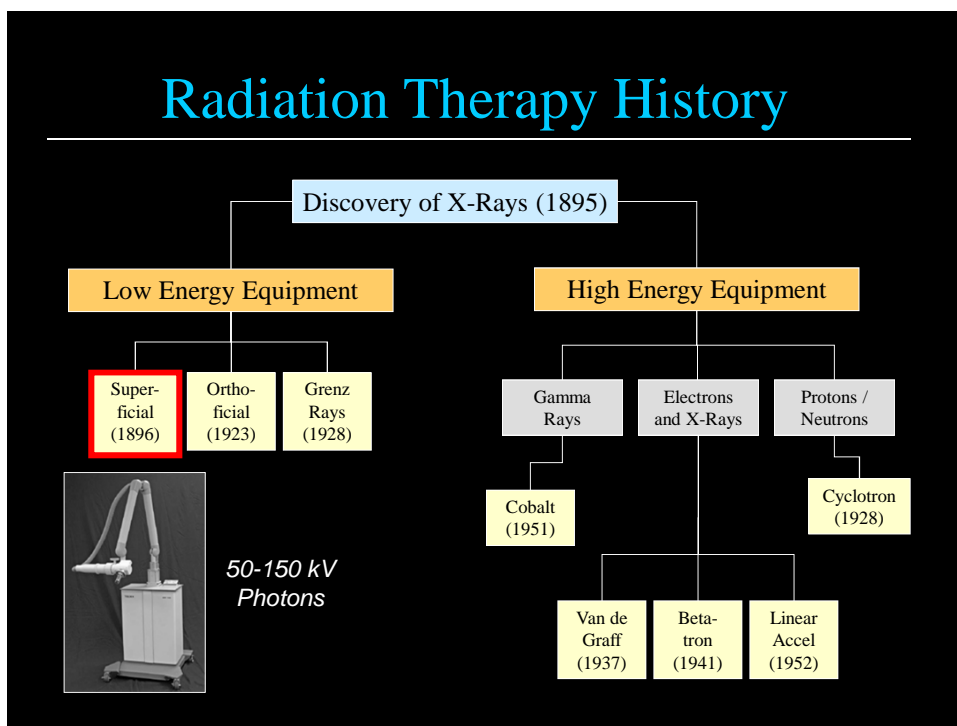 Radiation Therapy History
Discovery of X-Rays (1895)
Low Energy Equipment
High Energy Equipment
Super-
ficial
(1896)
Ortho-
ficial
(1923)
Grenz
Rays
(1928)
Gamma
Rays
Electrons
and X-Rays
Protons /
Neutrons
Cobalt
(1951)
Cyclotron
(1928)
50-150 kV
Photons
Van de
Graff
(1937)
Beta-
tron
(1941)
Linear
Accel
(1952)